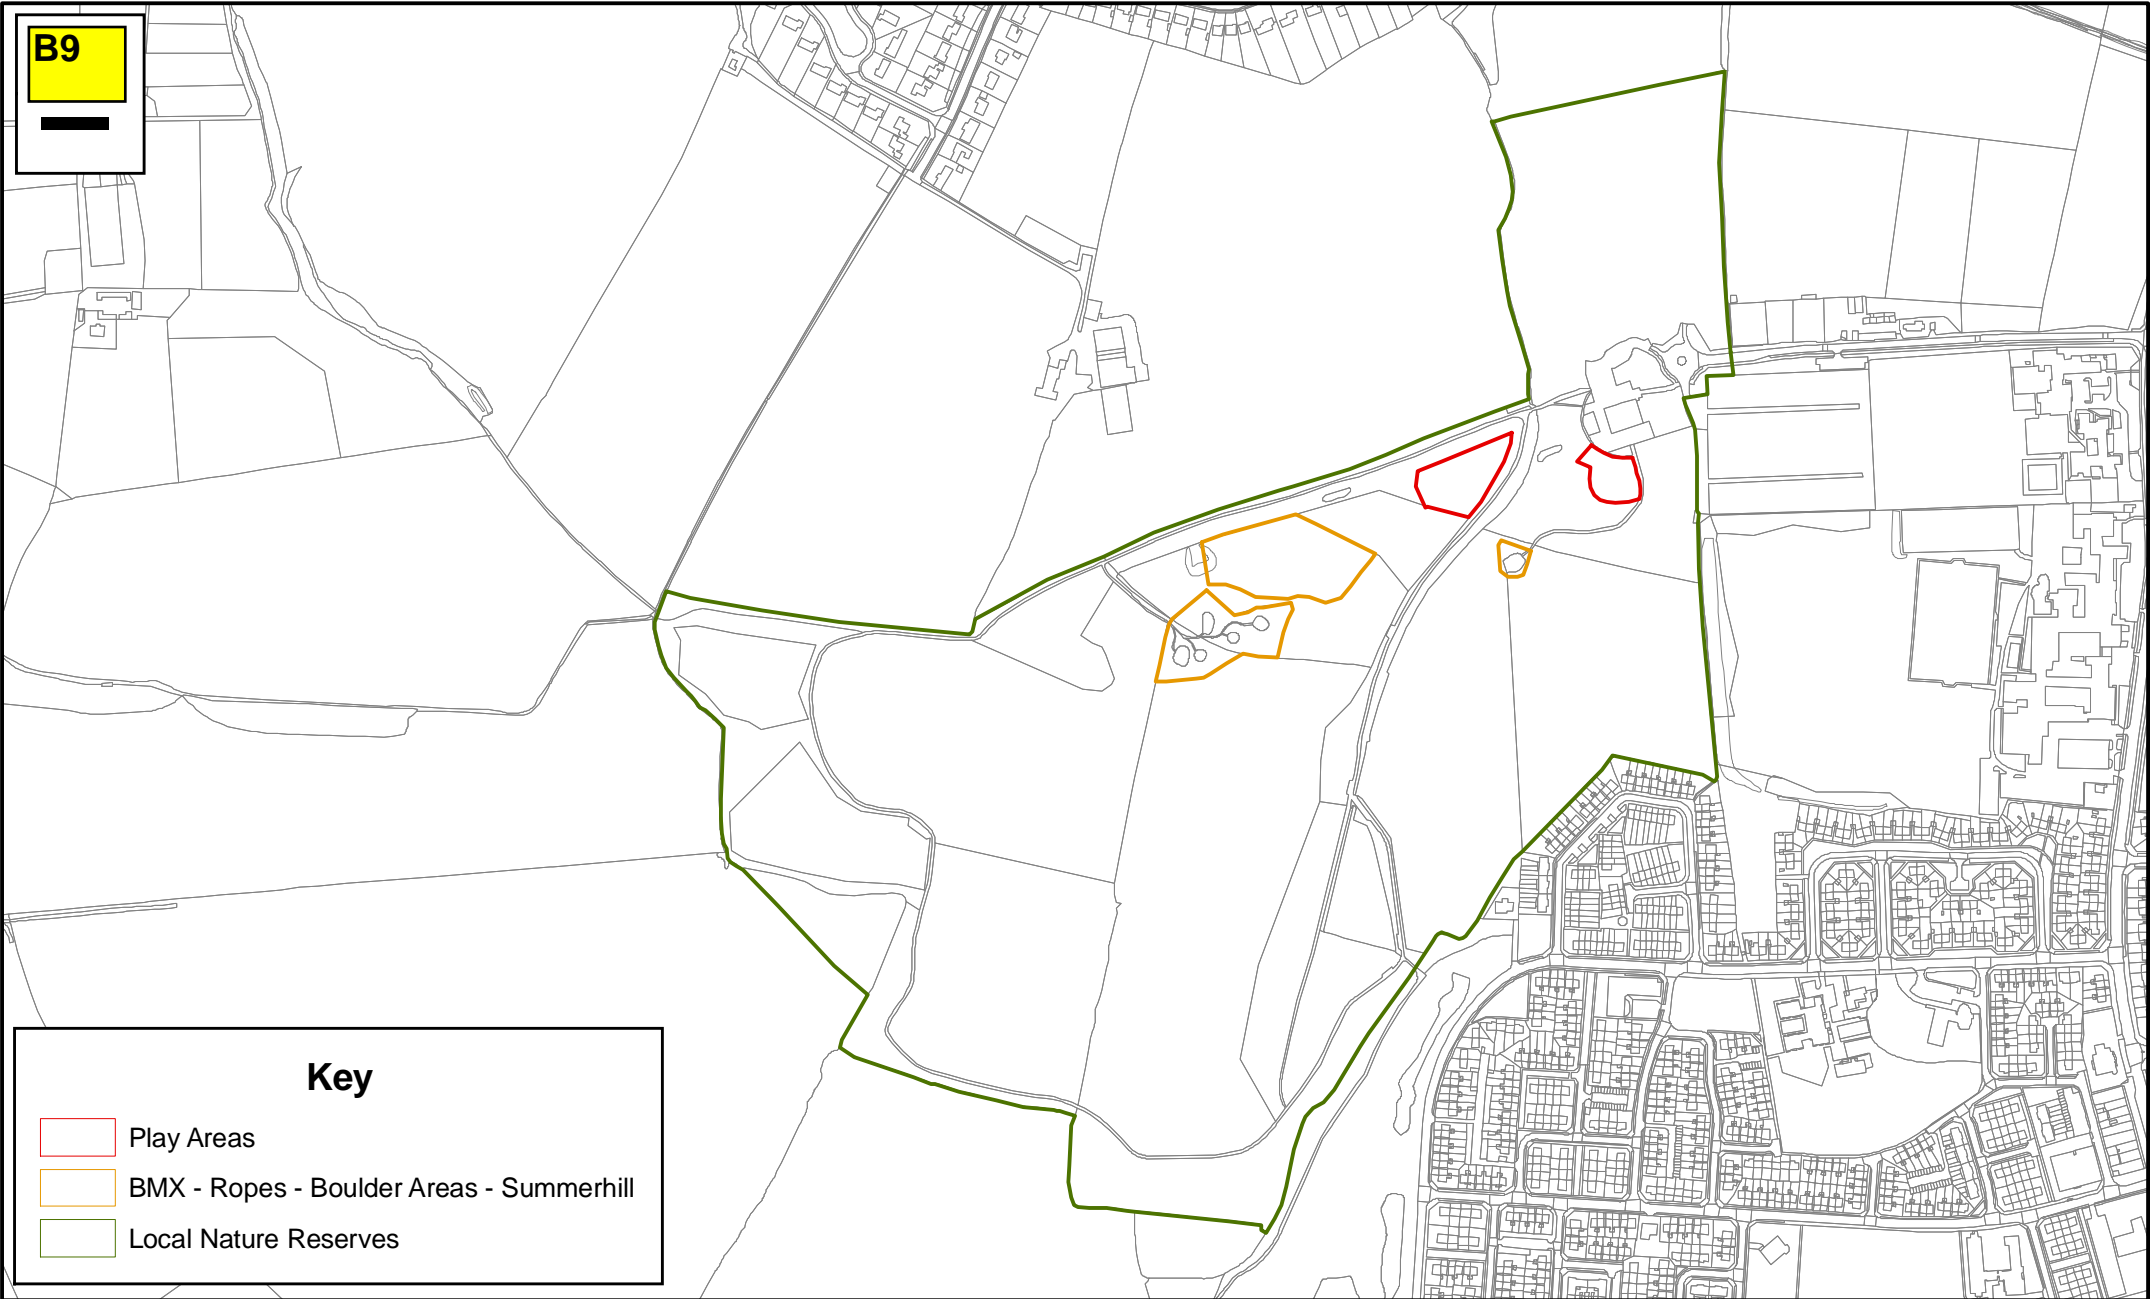 B9
Key
Play Areas
BMX - Ropes - Boulder Areas - Summerhill
Local Nature Reserves